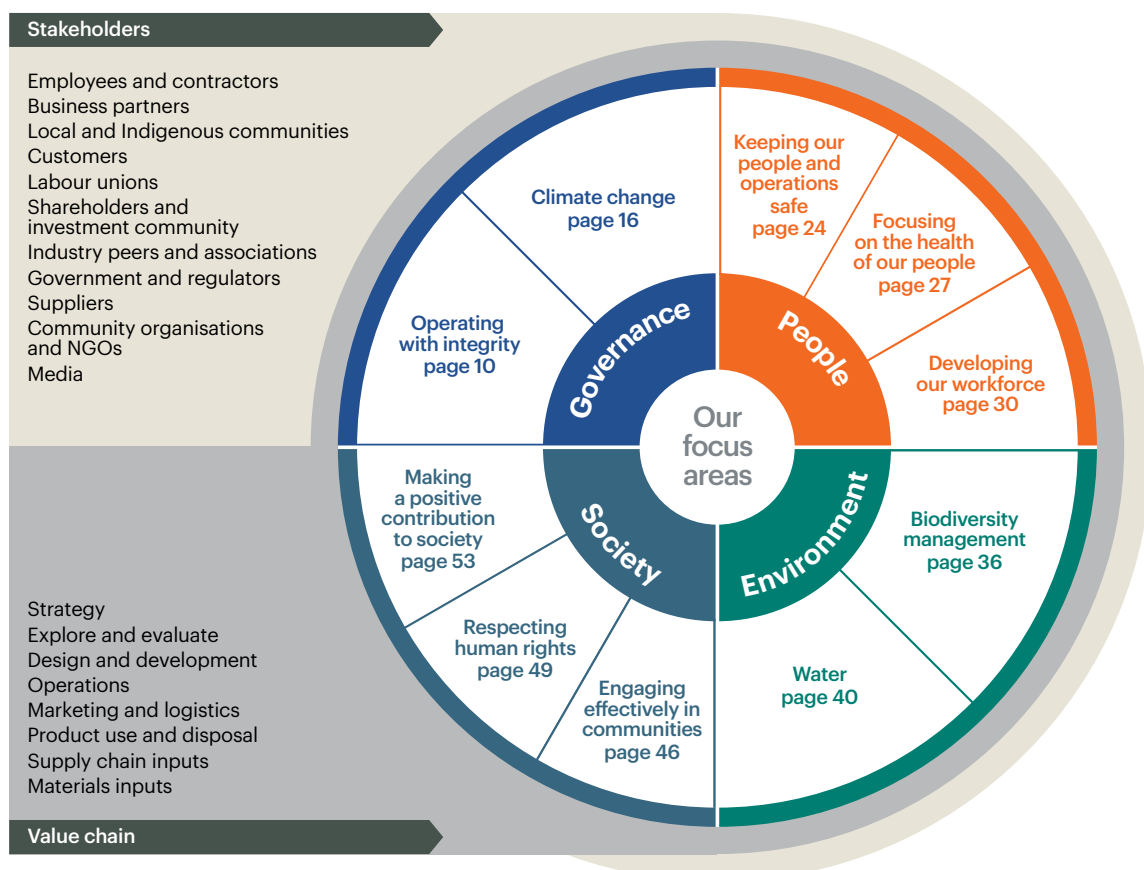 Stakeholders
Employees and contractors
Business partners
Local and Indigenous communities
Customers
Labour unions
Shareholders and
investment community
Industry peers and associations
Government and regulators
Suppliers
Community organisations
and NGOs
Media
Strategy
Explore and evaluate
Design and development
Operations
Marketing and logistics
Product use and disposal
Supply chain inputs
Materials inputs
Value chain
Our
focus
areas
Governance
Operating
with integrity
page 10
Climate change
page 16
People
Keeping our
people and
operations
safe
page 24
Focusing
on the health
of our people
page 27
Developing
our workforce
page 30
Environment
Biodiversity
management
page 36
Water
page 40
Society
Engaging
effectively in
communities
page 46
Respecting
human rights
page 49
Making
a positive
contribution
to society
page 53